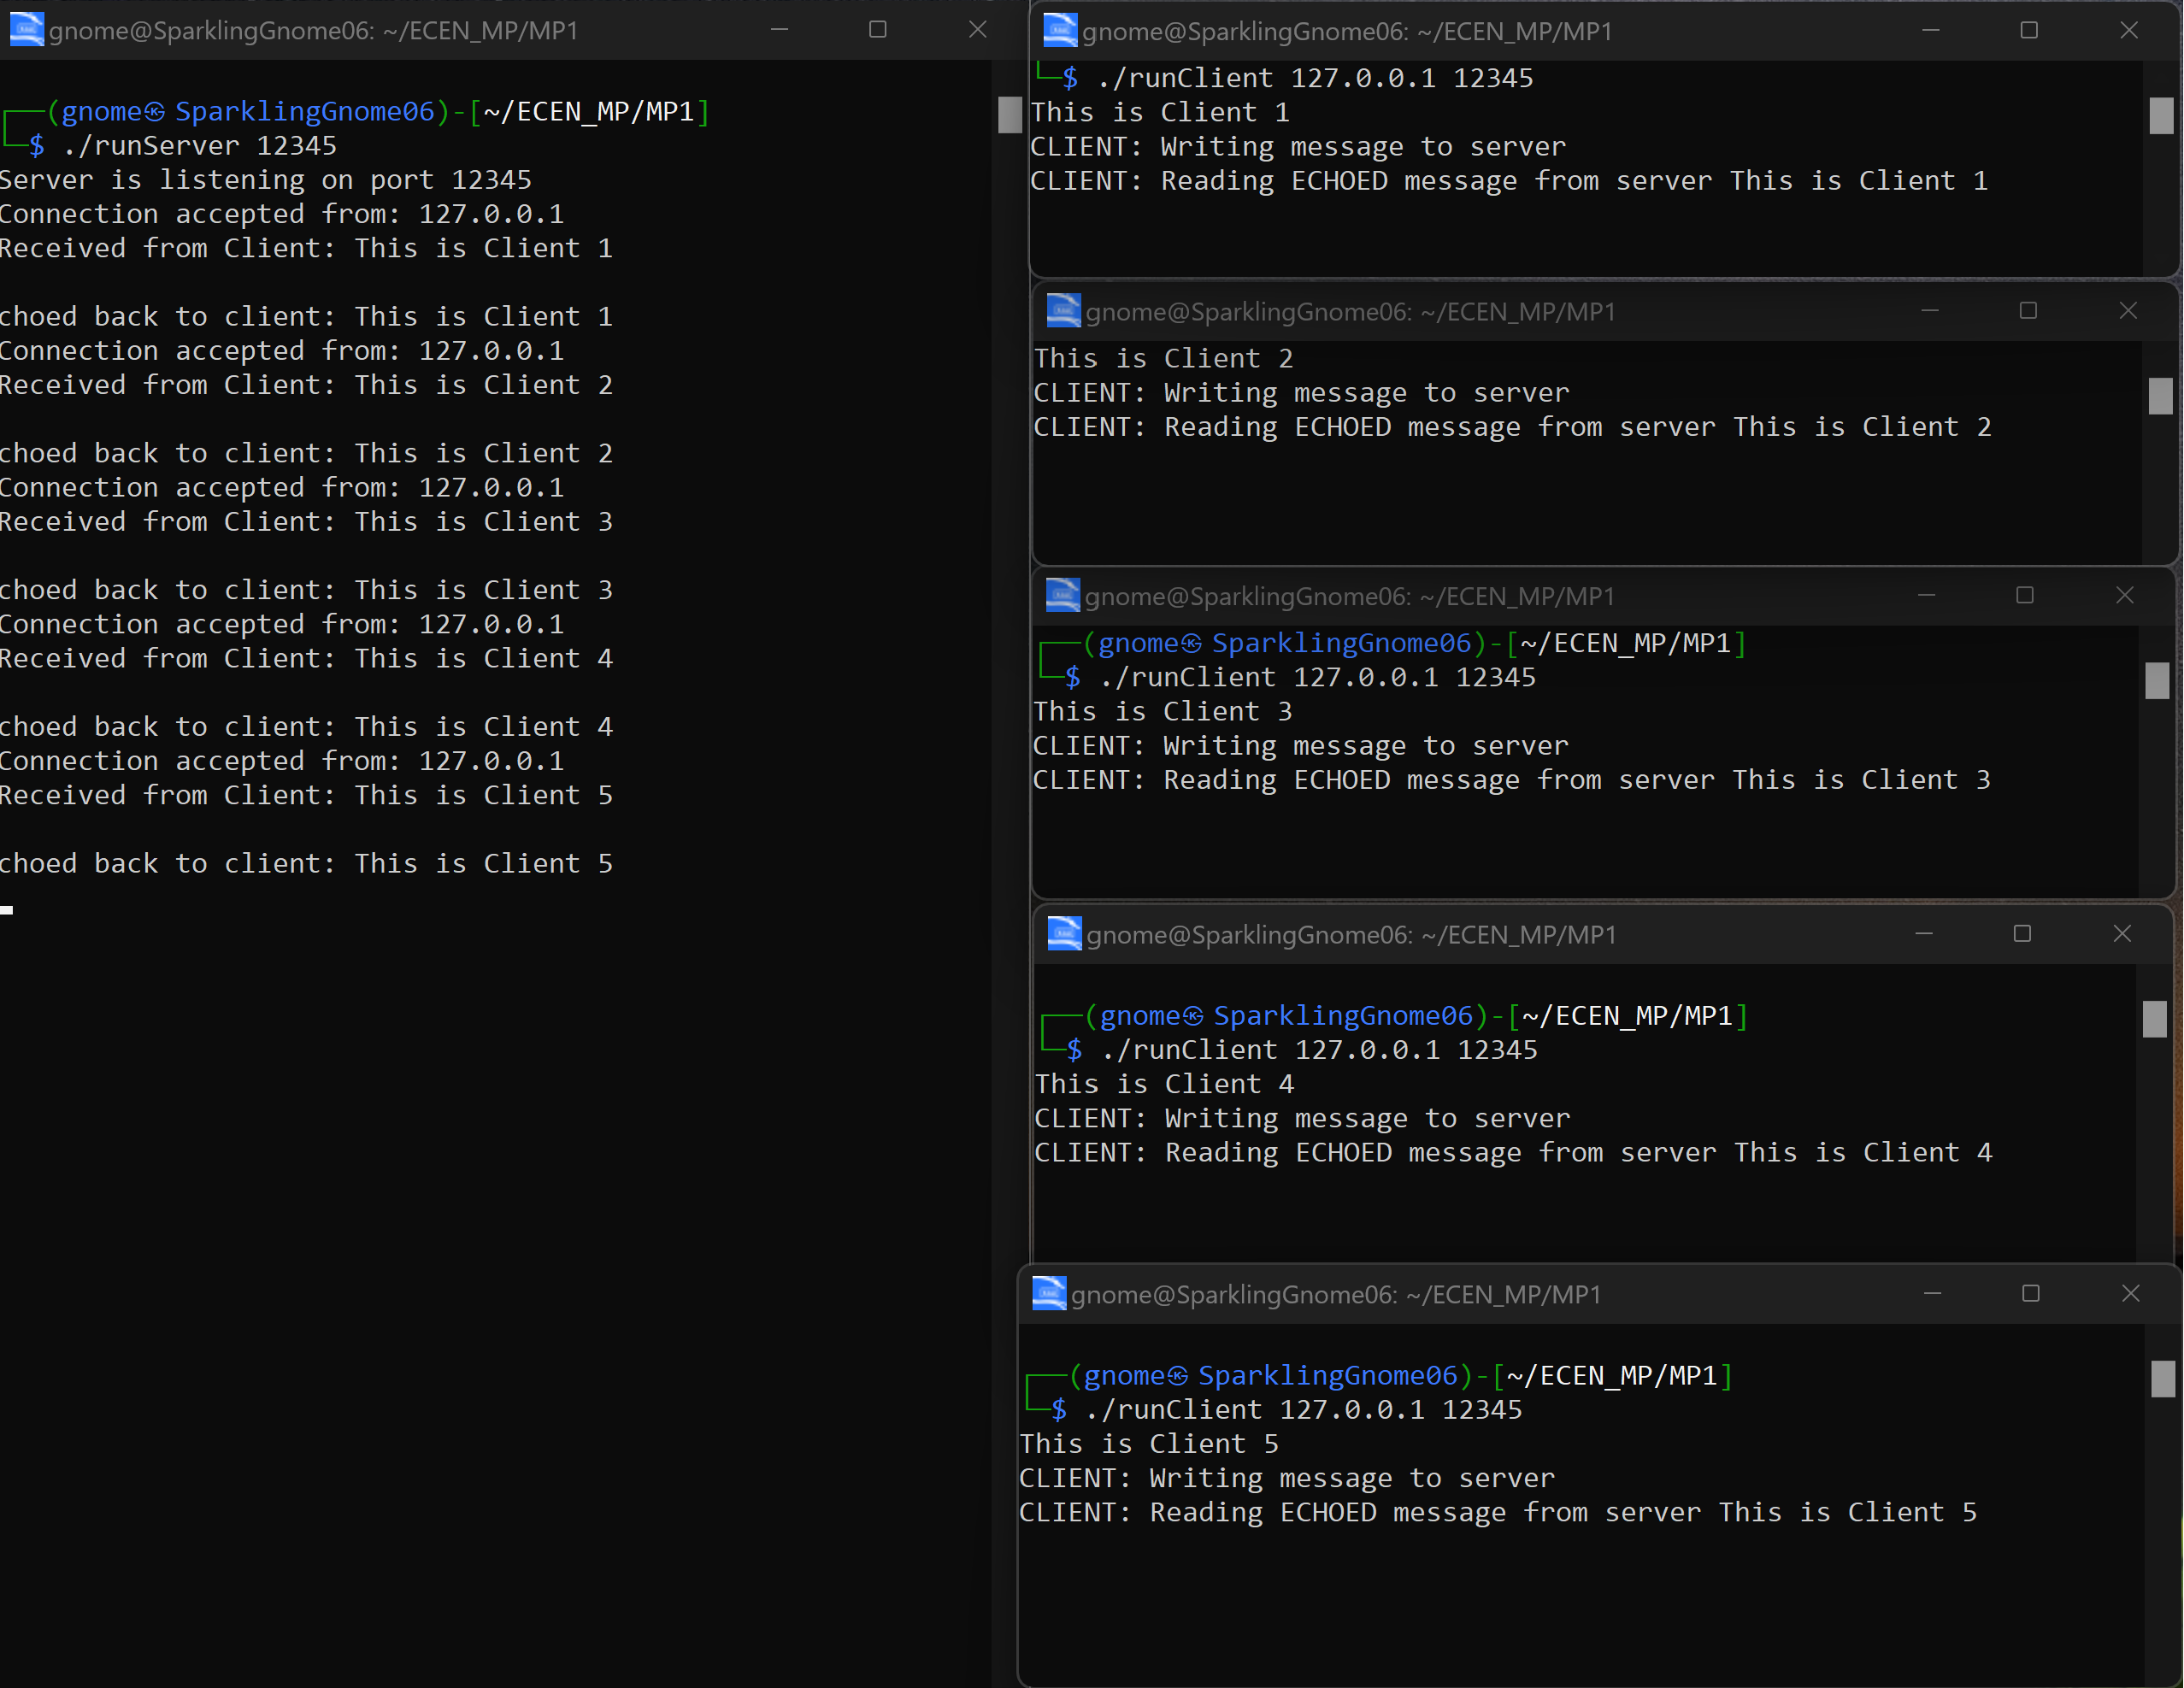 gnome@SparklingGnome06: ~/ECEN_MP/MP1
(gnome㉿SparklingGnome06)-[~/ECEN_MP/MP1]
$ ./runServer 12345
Server is listening on port 12345
Connection accepted from: 127.0.0.1
Received from Client: This is Client 1
choed back to client: This is Client 1
Connection accepted from: 127.0.0.1
Received from Client: This is Client 2
choed back to client: This is Client 2
Connection accepted from: 127.0.0.1
Received from Client: This is Client 3
choed back to client: This is Client 3
Connection accepted from: 127.0.0.1
Received from Client: This is Client 4
choed back to client: This is Client 4
Connection accepted from: 127.0.0.1
Received from Client: This is Client 5
choed back to client: This is Client 5
gnome@SparklingGnome06: ~/ECEN_MP/MP1
$ ./runClient 127.0.0.1 12345
This is Client 1
CLIENT: Writing message to server
CLIENT: Reading ECHOED message from server This is Client 1
gnome@SparklingGnome06: ~/ECEN_MP/MP1
This is Client 2
CLIENT: Writing message to server
CLIENT: Reading ECHOED message from server This is Client 2
gnome@SparklingGnome06: ~/ECEN_MP/MP1
(gnome㉿SparklingGnome06)-[~/ECEN_MP/MP1]
$ ./runClient 127.0.0.1 12345
This is Client 3
CLIENT: Writing message to server
CLIENT: Reading ECHOED message from server This is Client 3
gnome@SparklingGnome06: ~/ECEN_MP/MP1
(gnome㉿SparklingGnome06)-[~/ECEN_MP/MP1]
$ ./runClient 127.0.0.1 12345
This is Client 4
CLIENT: Writing message to server
CLIENT: Reading ECHOED message from server This is Client 4
gnome@SparklingGnome06: ~/ECEN_MP/MP1
(gnome㉿SparklingGnome06)-[~/ECEN_MP/MP1]
$ ./runClient 127.0.0.1 12345
This is Client 5
CLIENT: Writing message to server
CLIENT: Reading ECHOED message from server This is Client 5